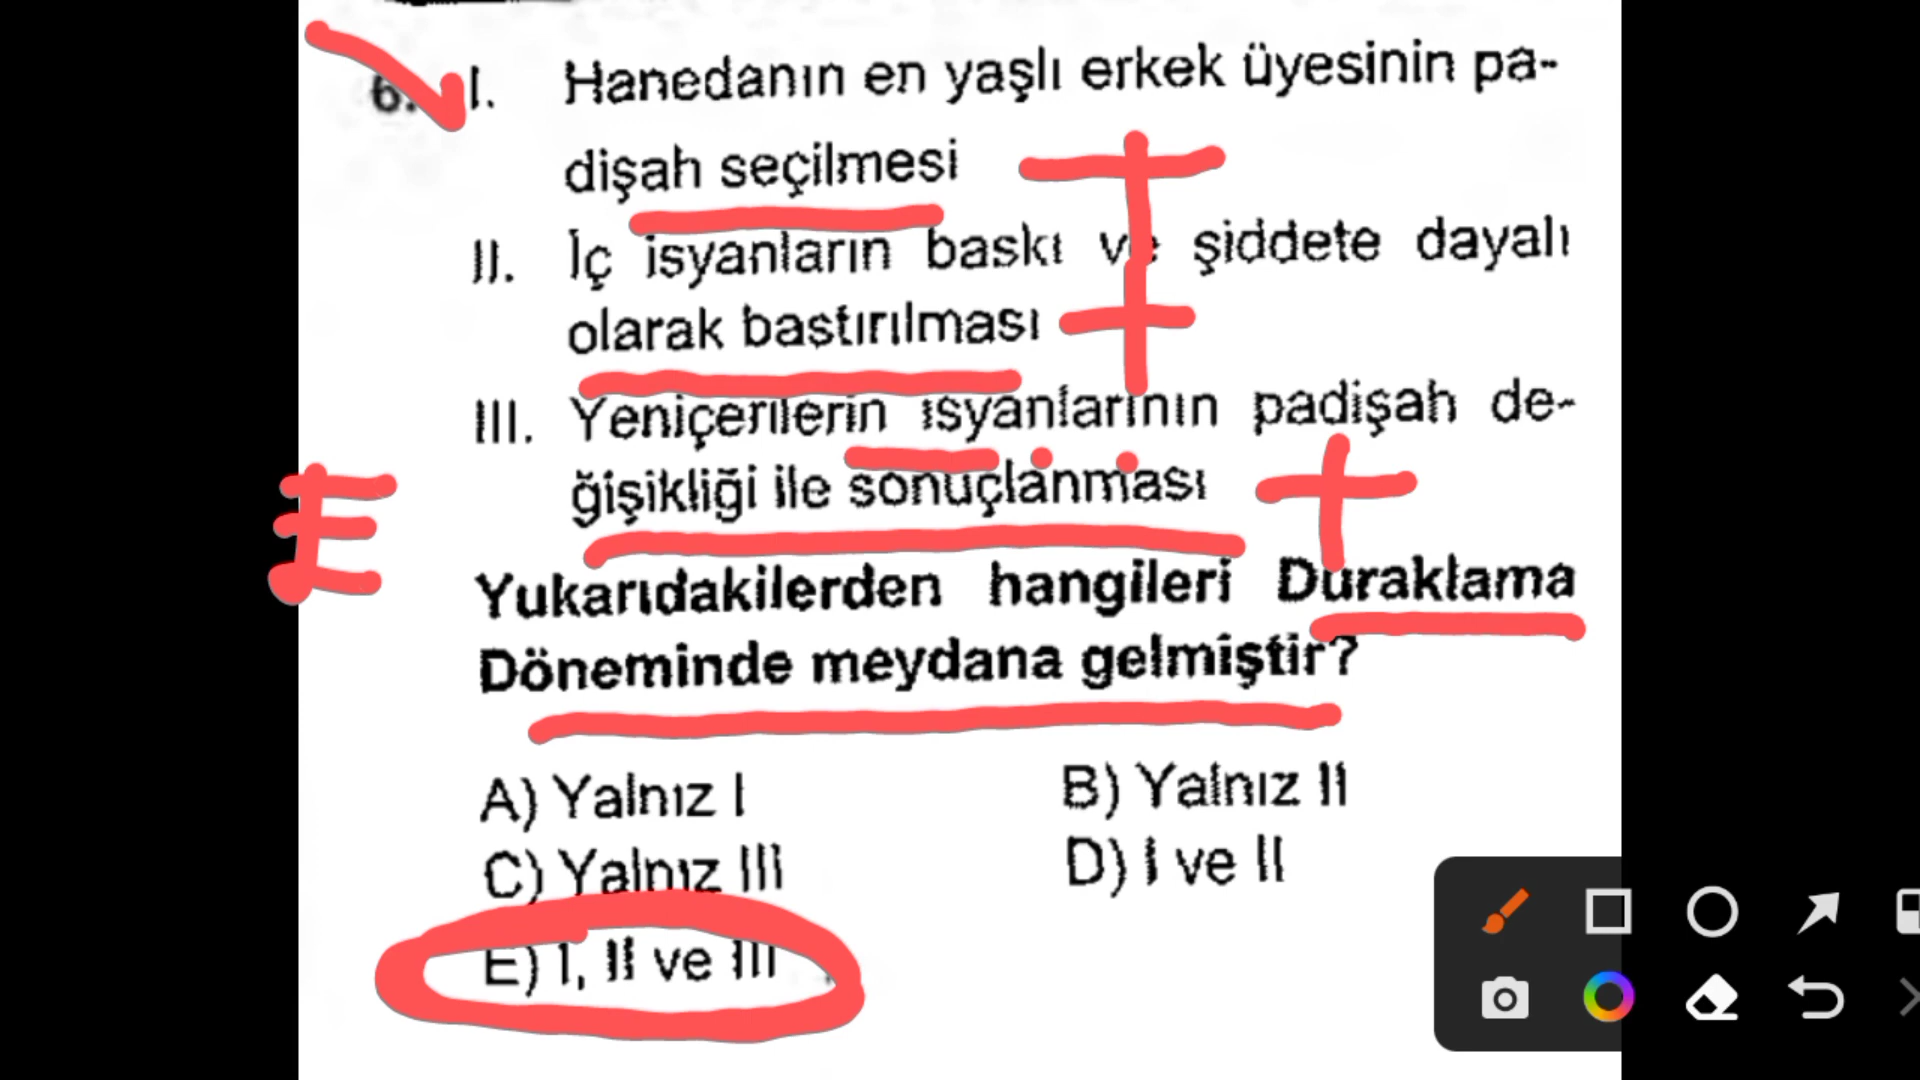 6. I. Hanedanın en yaşlı erkek üyesinin pa-
dişah seçilmesi
II. İç isyanların baskı ve şiddete dayalı
olarak bastırılması
III. Yeniçerilerin isyanlarının padişah de-
ğişikliği ile sonuçlanması
E
Yukarıdakilerden hangileri Duraklama
Döneminde meydana gelmiştir?
A) Yalnız I
B) Yalnız II
C) Yalnız III
D) I ve II
E) I, II ve III